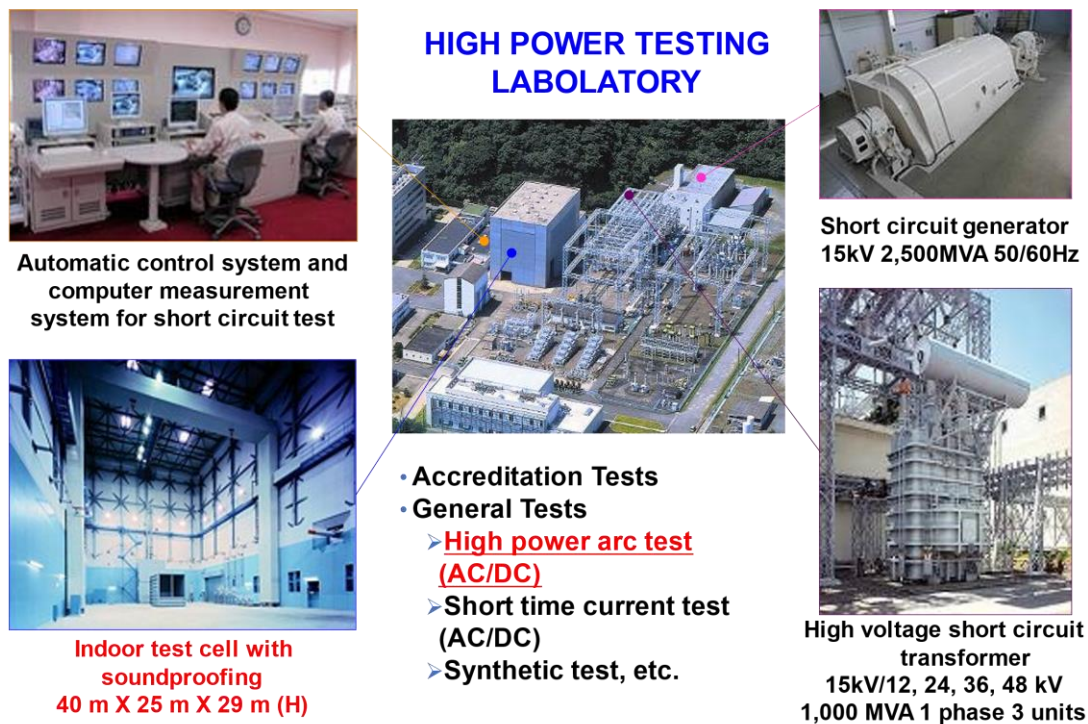 HIGH POWER TESTING
LABOLATORY
Automatic control system and
computer measurement
system for short circuit test
Short circuit generator
15kV 2,500MVA 50/60Hz
Indoor test cell with
soundproofing
40 m X 25 m X 29 m (H)
• Accreditation Tests
• General Tests
➢High power arc test
(AC/DC)
➢Short time current test
(AC/DC)
➢Synthetic test, etc.
High voltage short circuit
transformer
15kV/12, 24, 36, 48 kV
1,000 MVA 1 phase 3 units